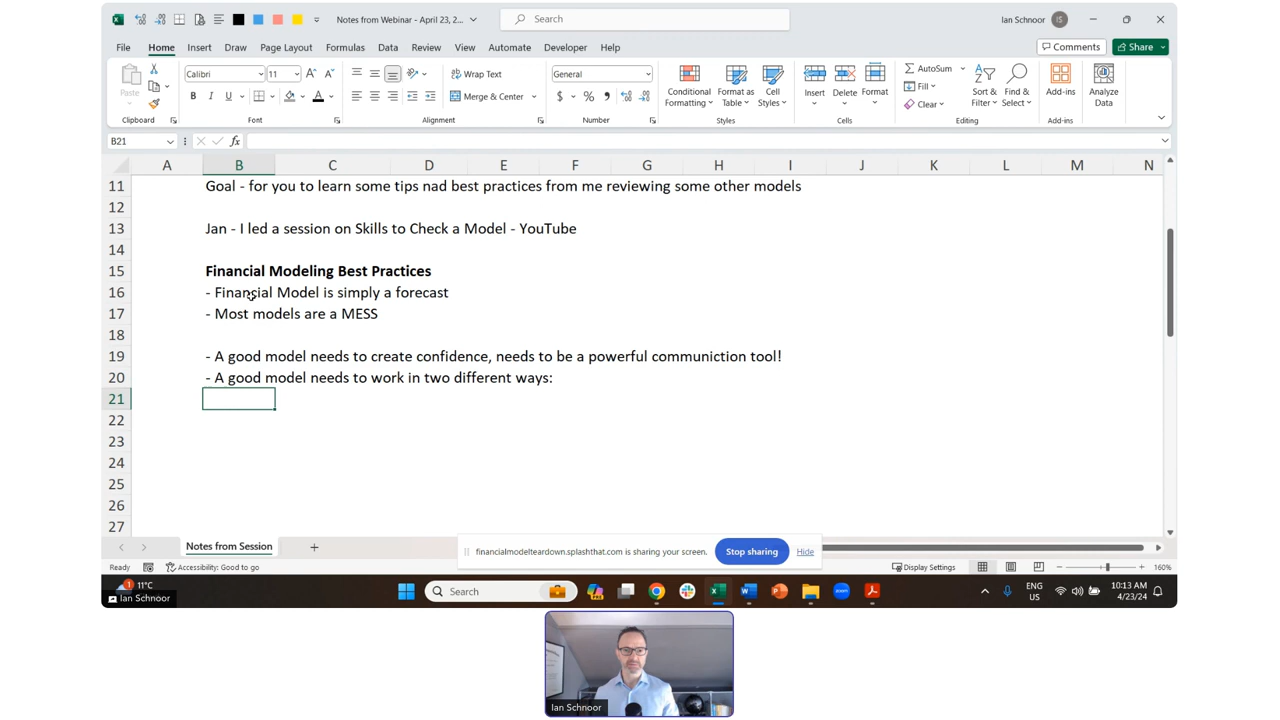 Notes from Webinar - April 23, 2...
Search
Ian Schnoor
IS
File Home Insert Draw Page Layout Formulas Data Review View Automate Developer Help
Comments
Share
Paste
Calibri
11
Wrap Text
General
Conditional Formatting
Format as Table
Cell Styles
Insert
Delete
Format
AutoSum
Fill
Clear
Sort & Filter
Find & Select
Add-ins
Analyze Data
B I U
Merge & Center
$ % ,
Clipboard
Font
Alignment
Number
Styles
Cells
Editing
Add-ins
B21
fx
A B C D E F G H I J K L M N
11 Goal - for you to learn some tips nad best practices from me reviewing some other models
12
13 Jan - I led a session on Skills to Check a Model - YouTube
14
15 Financial Modeling Best Practices
16 - Financial Model is simply a forecast
17 - Most models are a MESS
18
19 - A good model needs to create confidence, needs to be a powerful communiction tool!
20 - A good model needs to work in two different ways:
21
22
23
24
25
26
27
Notes from Session
financialmodelteardown.splashthat.com is sharing your screen.
Stop sharing
Hide
Ready
Accessibility: Good to go
Display Settings
160%
1
11°C
Ian Schnoor
Search
ENG
US
10:13 AM
4/23/24
Ian Schnoor